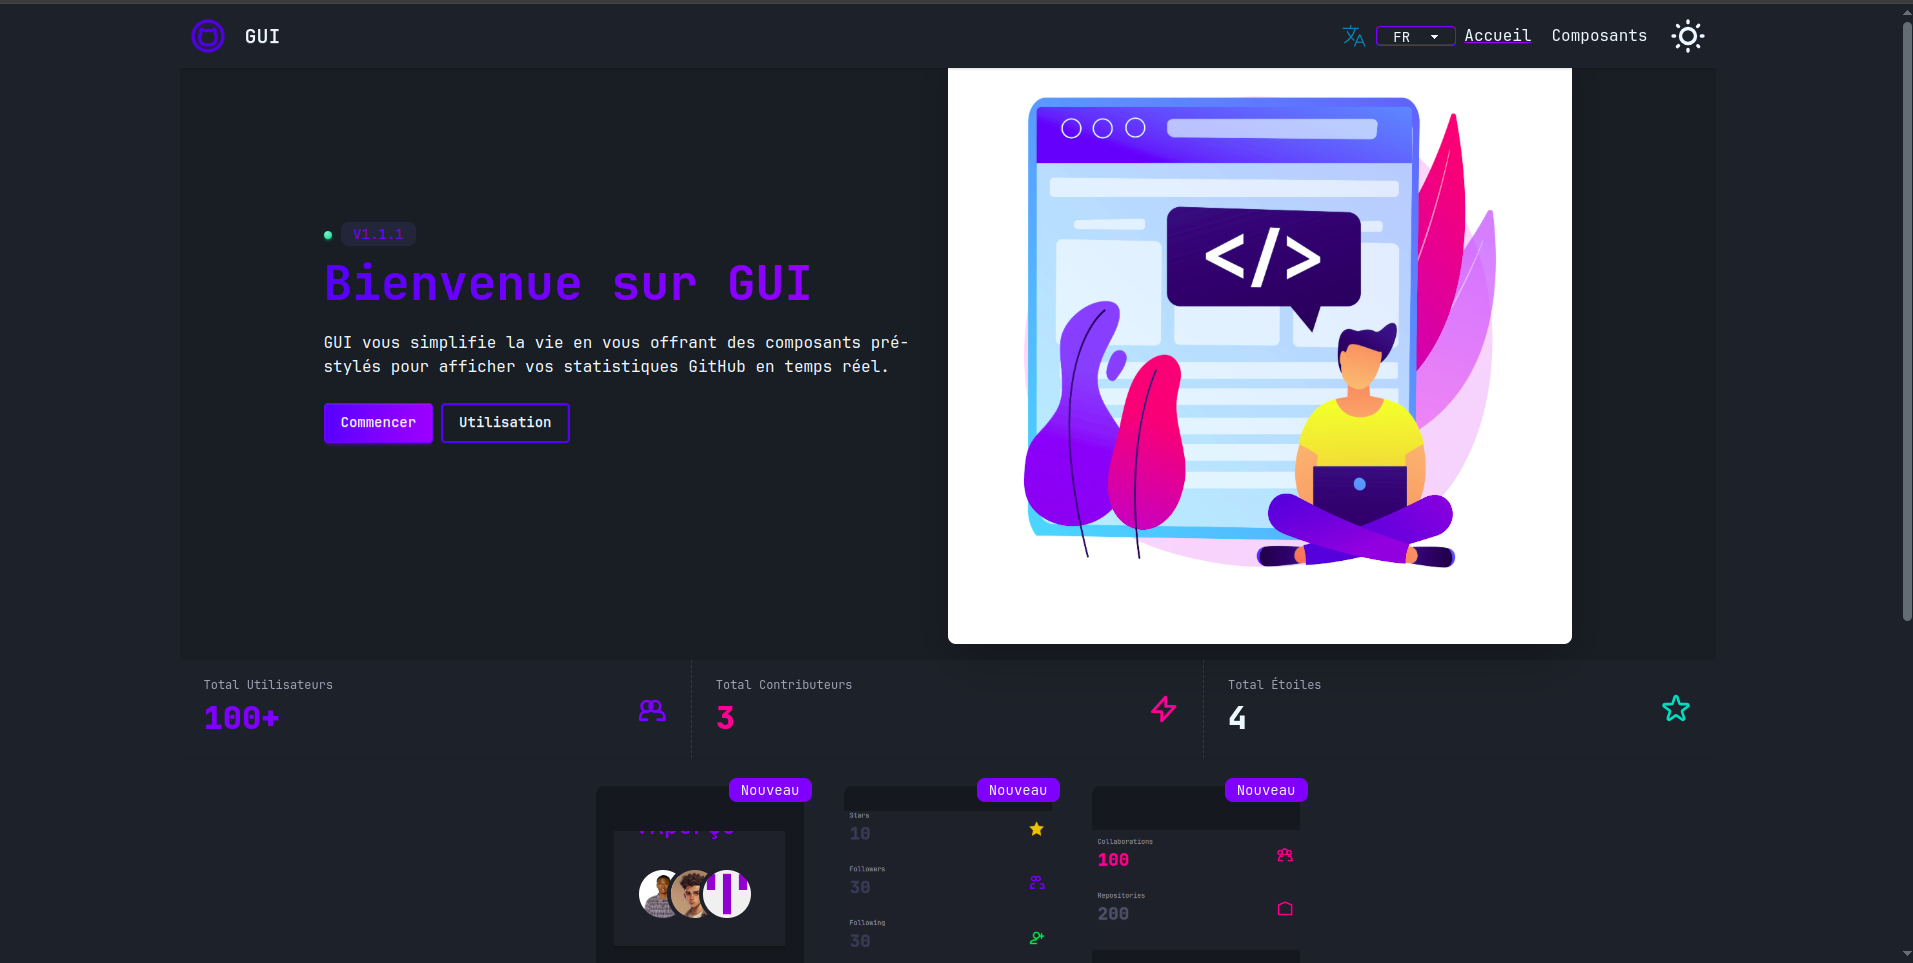 GUI
FR
Accueil
Composants
V1.1.1
Bienvenue sur GUI
GUI vous simplifie la vie en vous offrant des composants pré-
stylés pour afficher vos statistiques GitHub en temps réel.
Commencer
Utilisation
</>
Total Utilisateurs
100+
Total Contributeurs
3
Total Étoiles
4
Nouveau
Nouveau
Nouveau
Stars
10
Followers
30
Following
30
Collaborations
100
Repositories
200